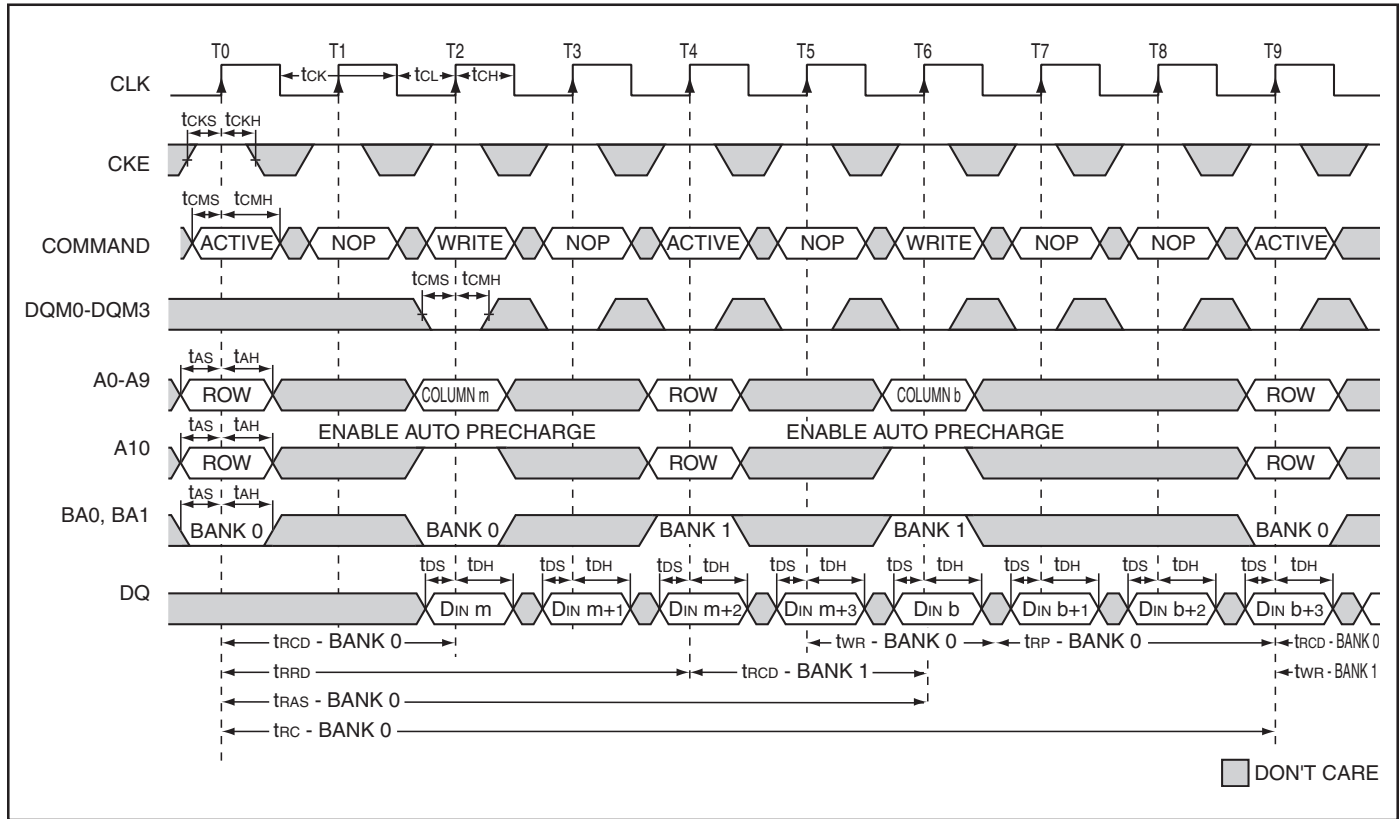 T0 T1 T2 T3 T4 T5 T6 T7 T8 T9
CLK
tCK tCL tCH
tCKS tCKH
CKE
tCMS tCMH
COMMAND ACTIVE NOP WRITE NOP ACTIVE NOP WRITE NOP NOP ACTIVE
tCMS tCMH
DQM0-DQM3
tAS tAH
A0-A9 ROW COLUMN m ROW COLUMN b ROW
tAS tAH ENABLE AUTO PRECHARGE ENABLE AUTO PRECHARGE
A10 ROW ROW ROW
tAS tAH
BA0, BA1 BANK 0 BANK 0 BANK 1 BANK 1 BANK 0
tDS tDH tDS tDH tDS tDH tDS tDH tDS tDH tDS tDH tDS tDH tDS tDH
DQ DIN m DIN m+1 DIN m+2 DIN m+3 DIN b DIN b+1 DIN b+2 DIN b+3
tRCD - BANK 0 tWR - BANK 0 tRP - BANK 0 tRCD - BANK 0
tRRD tRCD - BANK 1 tWR - BANK 1
tRAS - BANK 0
tRC - BANK 0
DON'T CARE